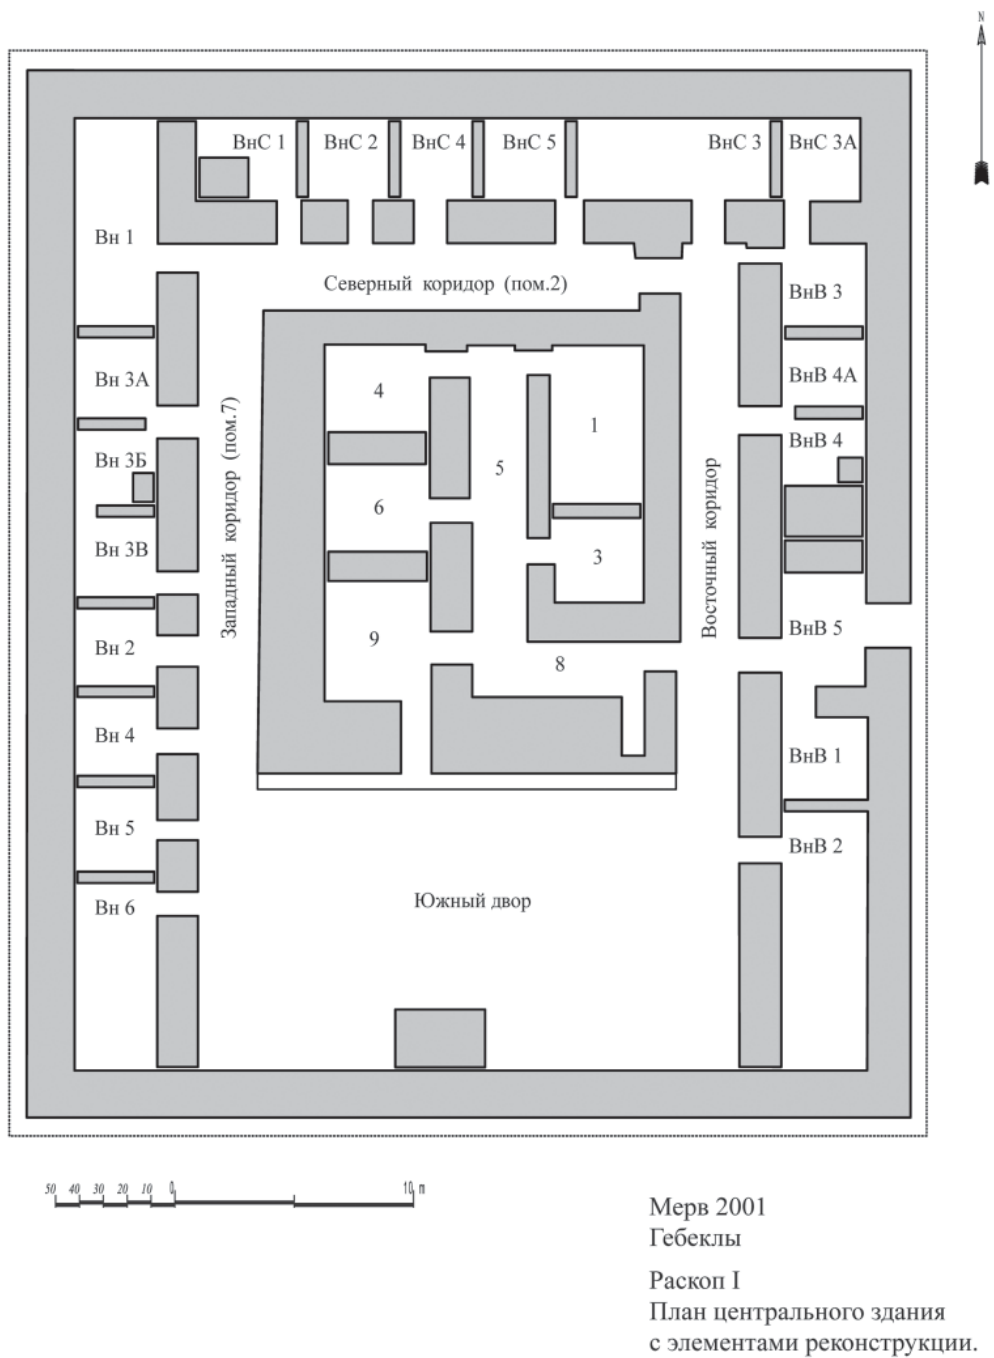 N
ВнС 1 ВнС 2 ВнС 4 ВнС 5 ВнС 3 ВнС 3А
Вн 1
Северный коридор (пом.2)
ВнВ 3
Вн 3А
4
ВнВ 4А
1
ВнВ 4
Вн 3Б
5
6
Западный коридор (пом.7)
Восточный коридор
Вн 3В
3
ВнВ 5
9
Вн 2
8
Вн 4
ВнВ 1
Вн 5
ВнВ 2
Южный двор
Вн 6
50 40 30 20 10 0 10 m
Мерв 2001
Гебеклы
Раскоп I
План центрального здания
с элементами реконструкции.